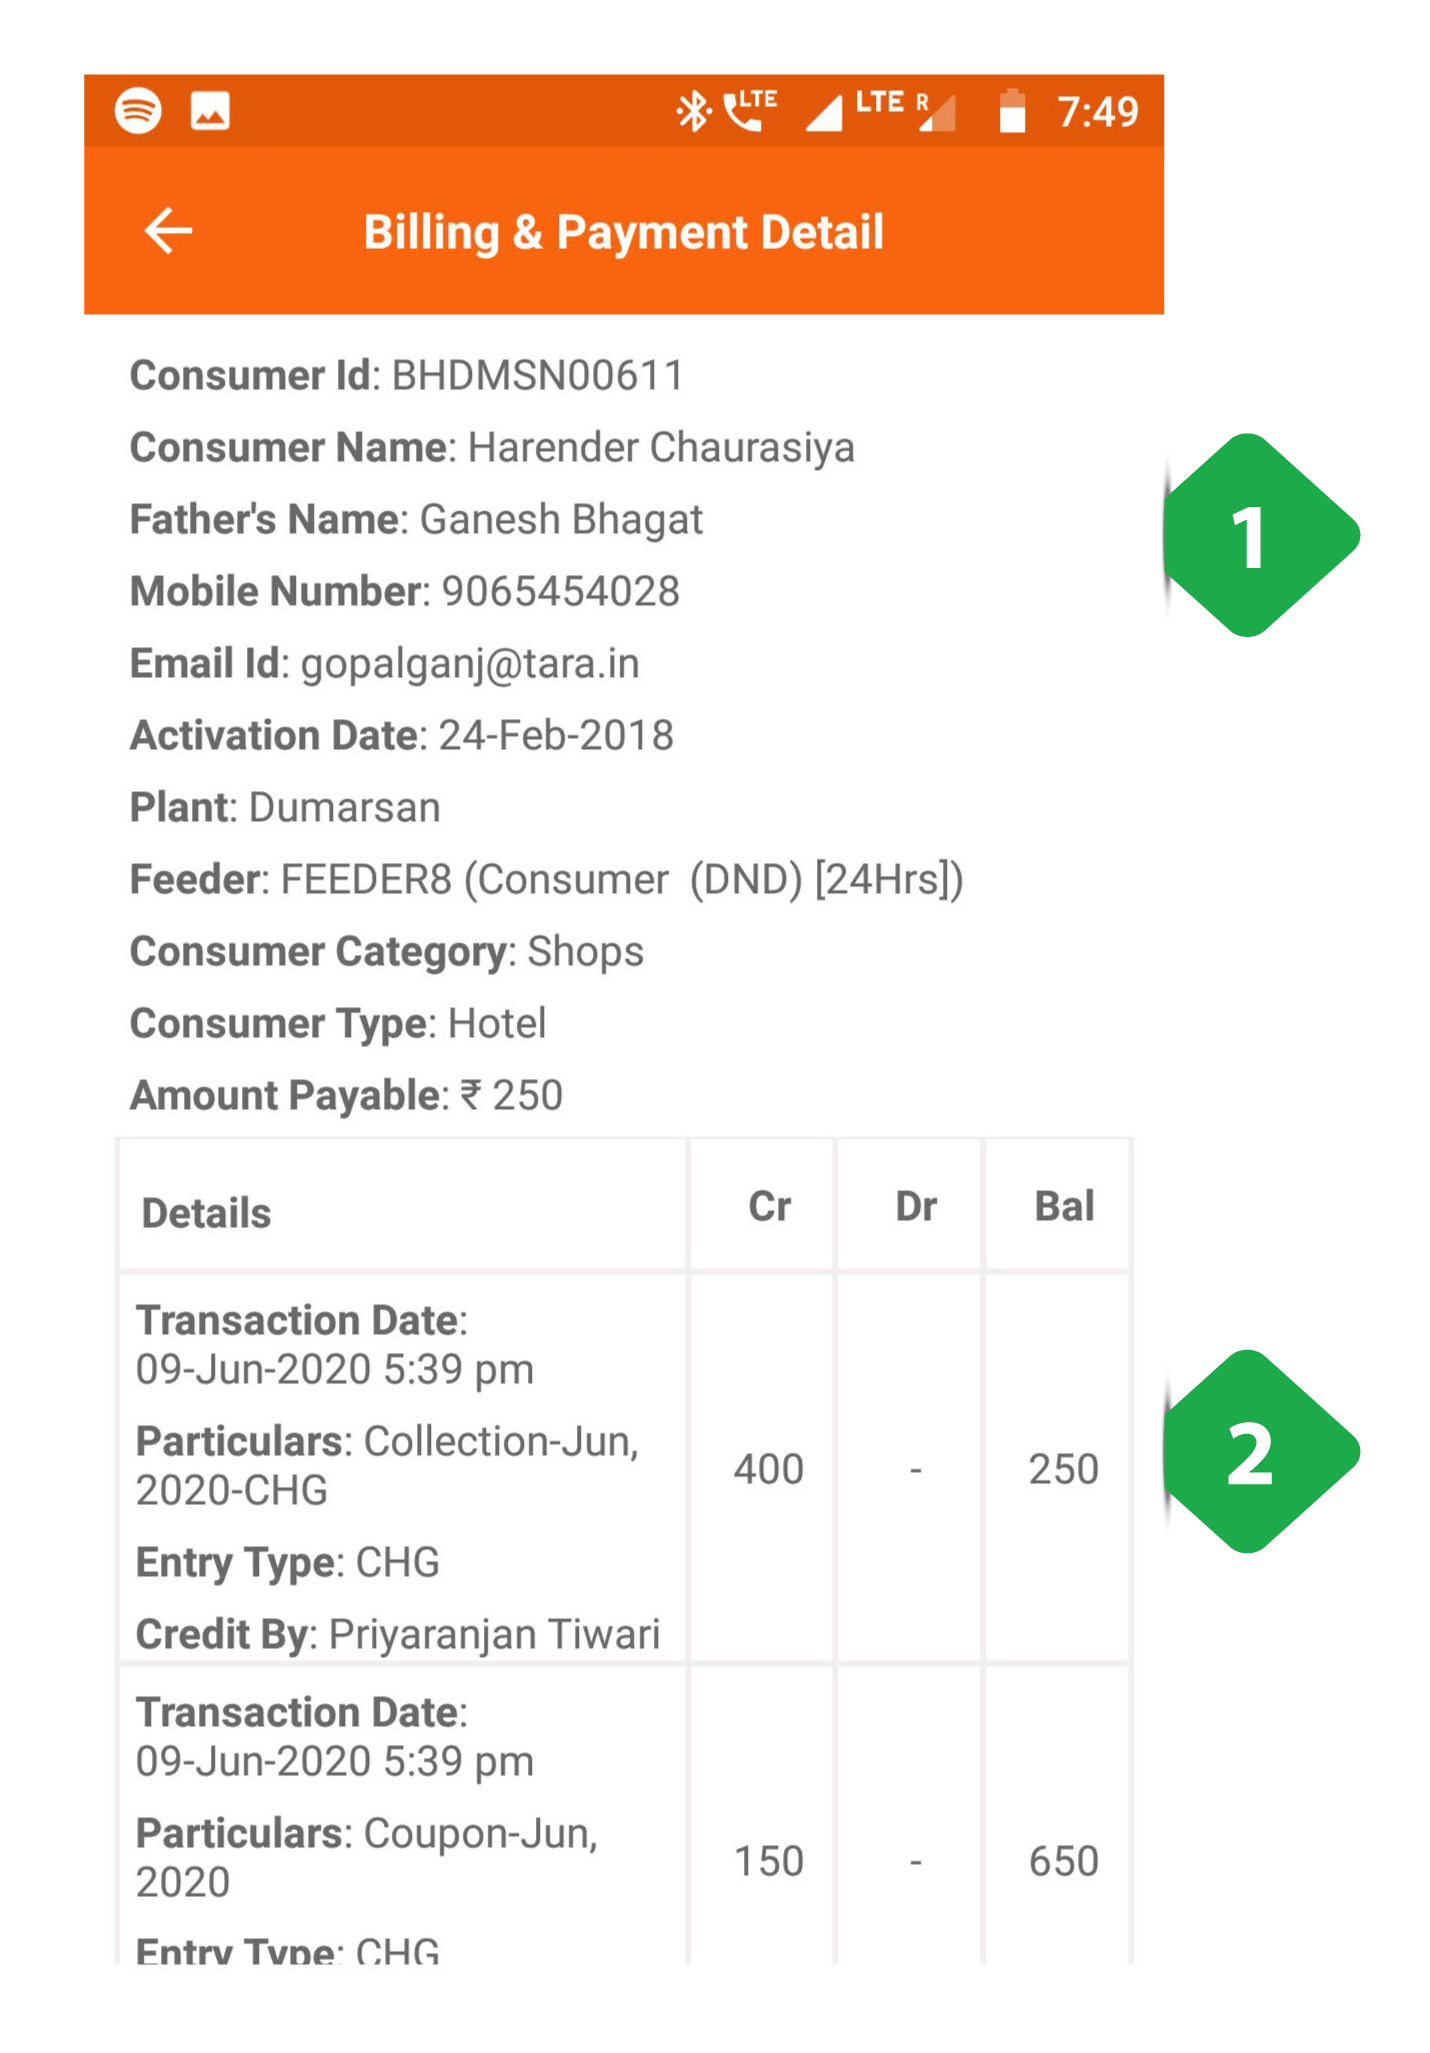 LTE LTE R 7:49
Billing & Payment Detail
Consumer Id: BHDMSN00611
Consumer Name: Harender Chaurasiya
1
Father's Name: Ganesh Bhagat
Mobile Number: 9065454028
Email Id: gopalganj@tara.in
Activation Date: 24-Feb-2018
Plant: Dumarsan
Feeder: FEEDER8 (Consumer (DND) [24Hrs])
Consumer Category: Shops
Consumer Type: Hotel
Amount Payable: ₹ 250
Details Cr Dr Bal
Transaction Date:
09-Jun-2020 5:39 pm
Particulars: Collection-Jun,
2020-CHG
Entry Type: CHG
Credit By: Priyaranjan Tiwari
400 - 250
2
Transaction Date:
09-Jun-2020 5:39 pm
Particulars: Coupon-Jun,
2020
Entry Type: CHG
150 - 650